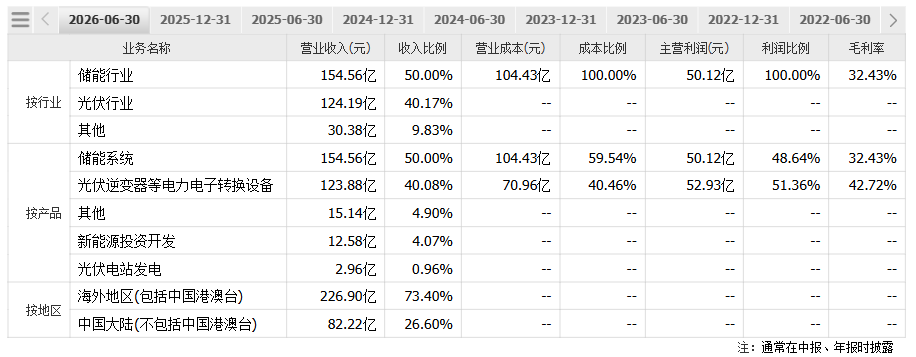 2026-06-30 2025-12-31 2025-06-30 2024-12-31 2024-06-30 2023-12-31 2023-06-30 2022-12-31 2022-06-30
业务名称 营业收入(元) 收入比例 营业成本(元) 成本比例 主营利润(元) 利润比例 毛利率
按行业 储能行业 154.56亿 50.00% 104.43亿 100.00% 50.12亿 100.00% 32.43%
光伏行业 124.19亿 40.17% -- -- -- -- --
其他 30.38亿 9.83% -- -- -- -- --
按产品 储能系统 154.56亿 50.00% 104.43亿 59.54% 50.12亿 48.64% 32.43%
光伏逆变器等电力电子转换设备 123.88亿 40.08% 70.96亿 40.46% 52.93亿 51.36% 42.72%
其他 15.14亿 4.90% -- -- -- -- --
新能源投资开发 12.58亿 4.07% -- -- -- -- --
光伏电站发电 2.96亿 0.96% -- -- -- -- --
按地区 海外地区(包括中国港澳台) 226.90亿 73.40% -- -- -- -- --
中国大陆(不包括中国港澳台) 82.22亿 26.60% -- -- -- -- --
注：通常在中报、年报时披露